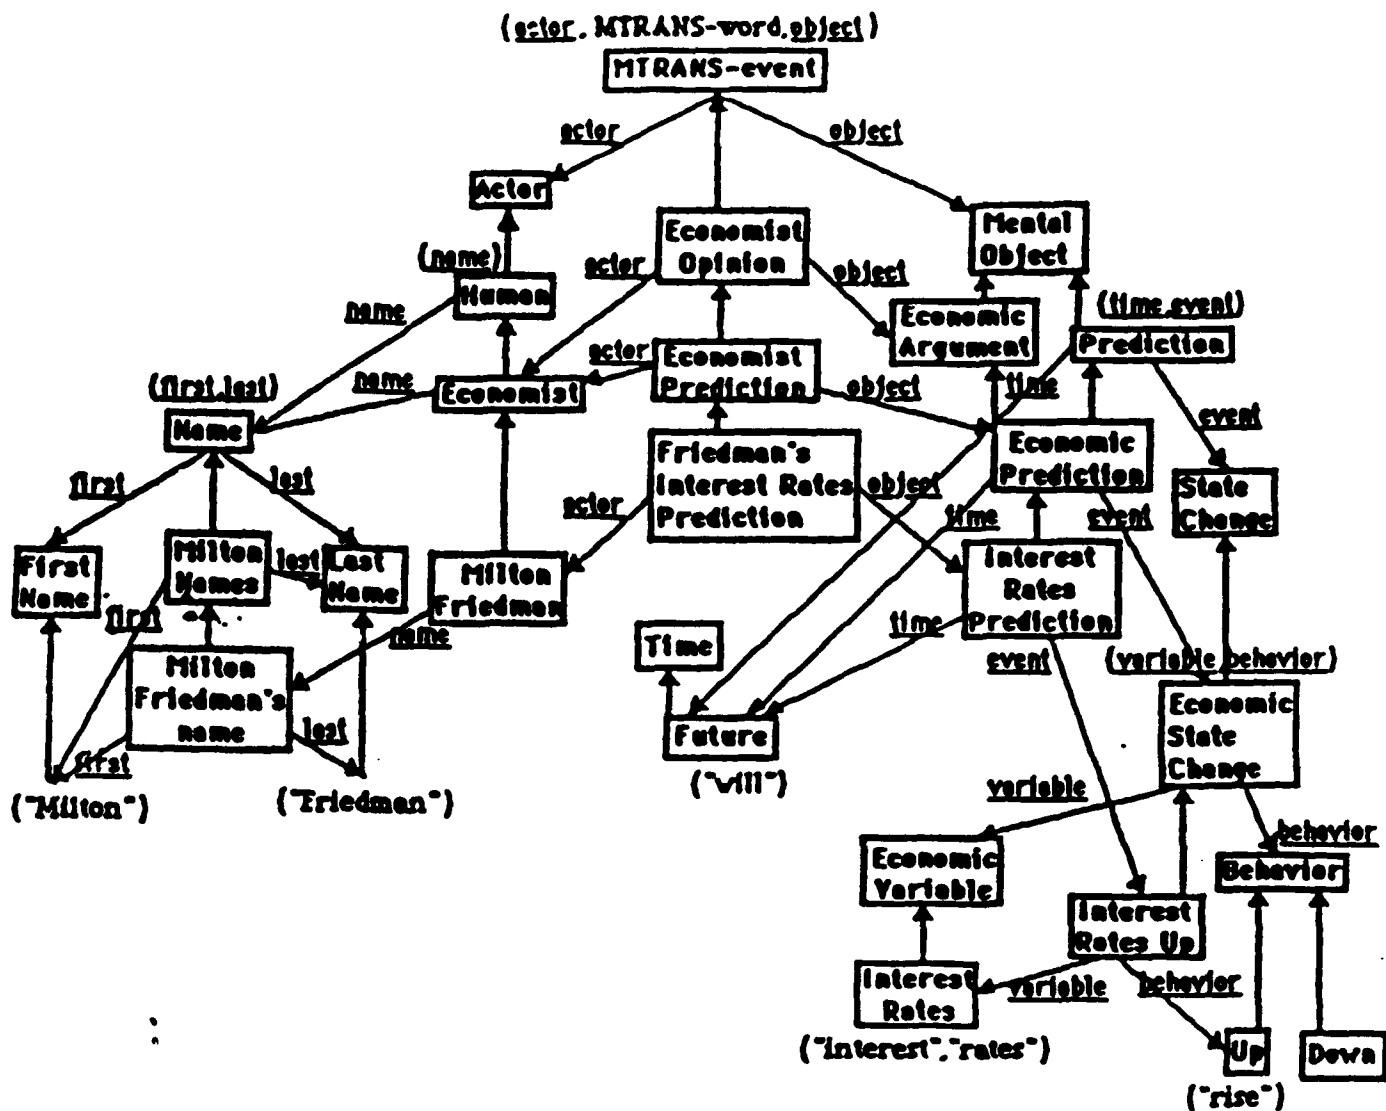 (actor, MTRANS-word, object)
MTRANS-event
actor
object
Actor
Economist
Opinion
Mental
Object
(name)
Human
actor
object
name
Economic
Argument
(time, event)
Prediction
(first, last)
name
Economist
actor
Economist
Prediction
object
time
event
Name
Friedman's
Interest Rates
Prediction
Economic
Prediction
State
Change
first
last
actor
object
time
event
First
Name
Milton
Names
last
Last
Name
Milton
Friedman
Interest
Rates
Prediction
first
name
Time
time
event
(variable, behavior)
Milton
Friedman's
name
last
first
Future
("will")
Economic
State
Change
("Milton")
("Friedman")
variable
behavior
Economic
Variable
Behavior
Interest
Rates Up
Interest
Rates
variable
behavior
("interest", "rates")
Up
Down
("rise")